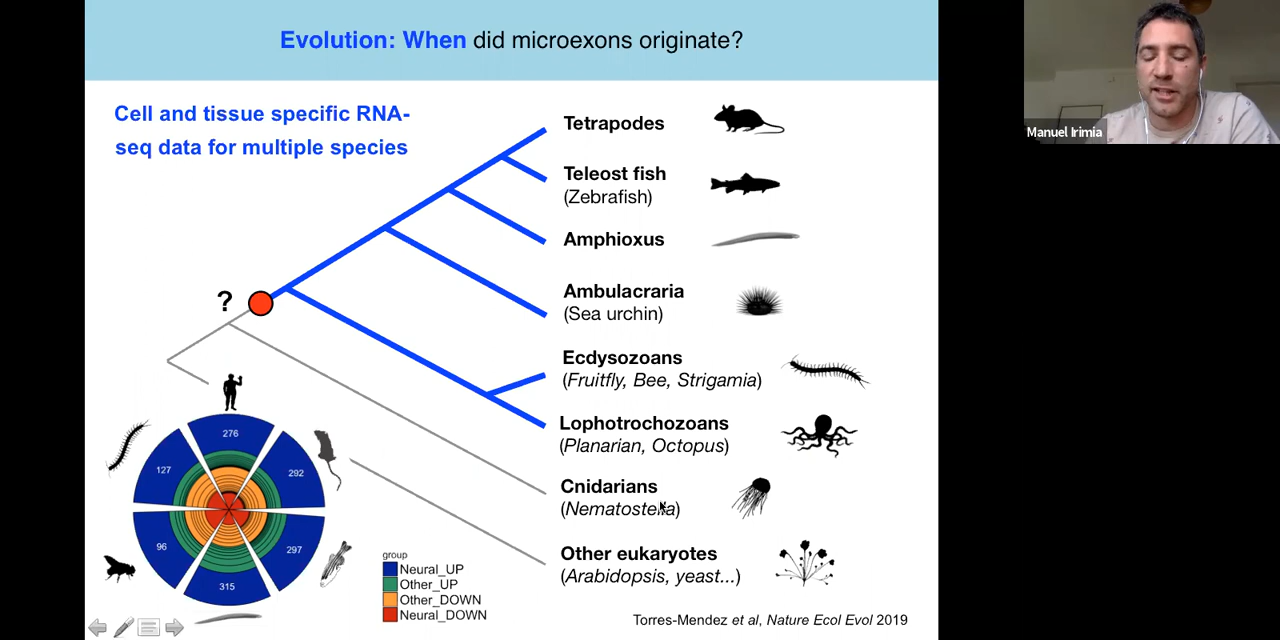 Evolution: When did microexons originate?
Cell and tissue specific RNA-
seq data for multiple species
Tetrapodes
Teleost fish
(Zebrafish)
Amphioxus
?
Ambulacraria
(Sea urchin)
Ecdysozoans
(Fruitfly, Bee, Strigamia)
Lophotrochozoans
(Planarian, Octopus)
Cnidarians
(Nematostella)
Other eukaryotes
(Arabidopsis, yeast...)
276
127
292
96
297
315
group
Neural_UP
Other_UP
Other_DOWN
Neural_DOWN
Torres-Mendez et al, Nature Ecol Evol 2019
Manuel Irimia